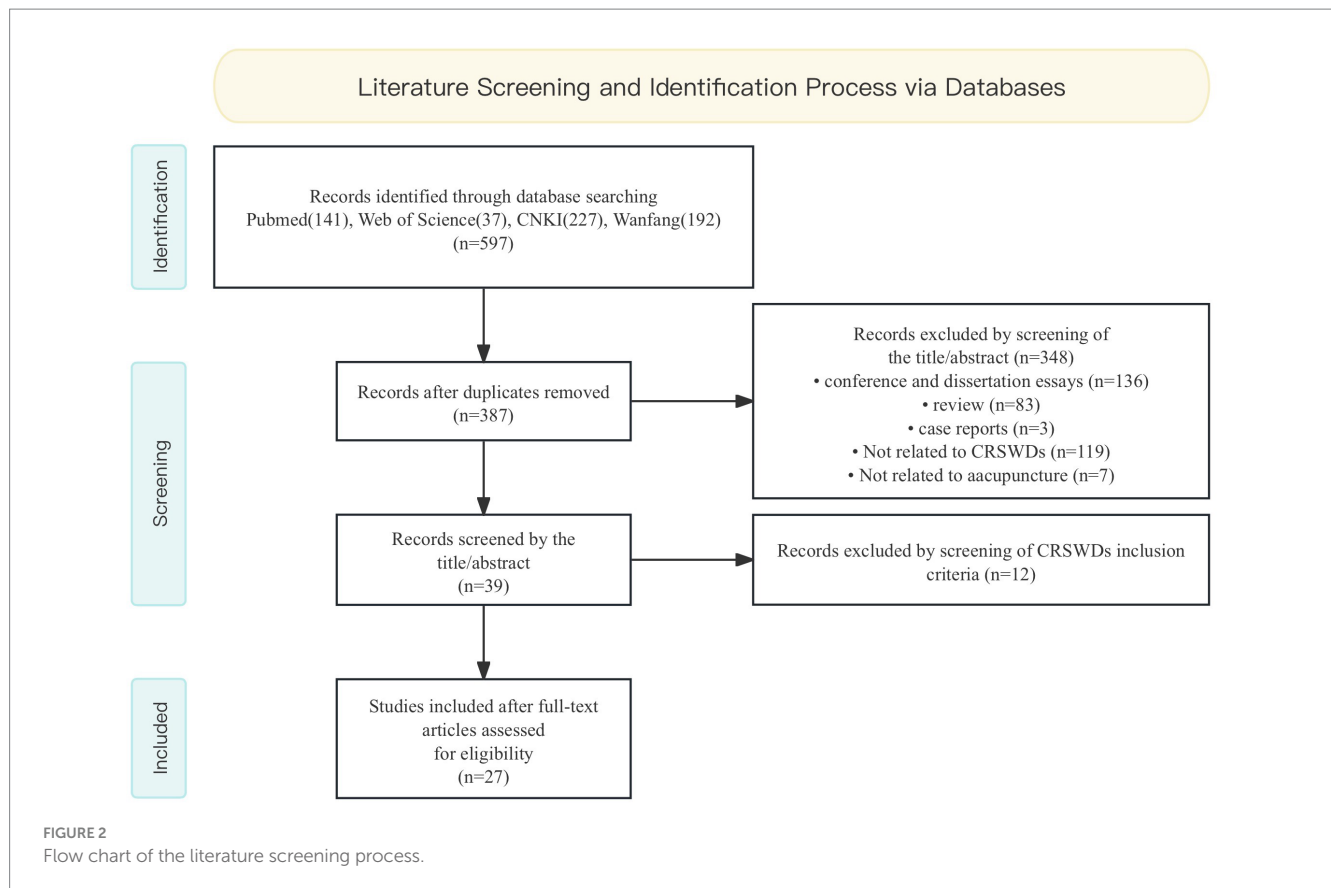 Literature Screening and Identification Process via Databases
Identification
Records identified through database searching
Pubmed(141), Web of Science(37), CNKI(227), Wanfang(192)
(n=597)
Screening
Records after duplicates removed
(n=387)
Records excluded by screening of
the title/abstract (n=348)
• conference and dissertation essays (n=136)
• review (n=83)
• case reports (n=3)
• Not related to CRSWDs (n=119)
• Not related to aacupuncture (n=7)
Records screened by the
title/abstract
(n=39)
Records excluded by screening of CRSWDs inclusion
criteria (n=12)
Included
Studies included after full-text
articles assessed
for eligibility
(n=27)
FIGURE 2
Flow chart of the literature screening process.